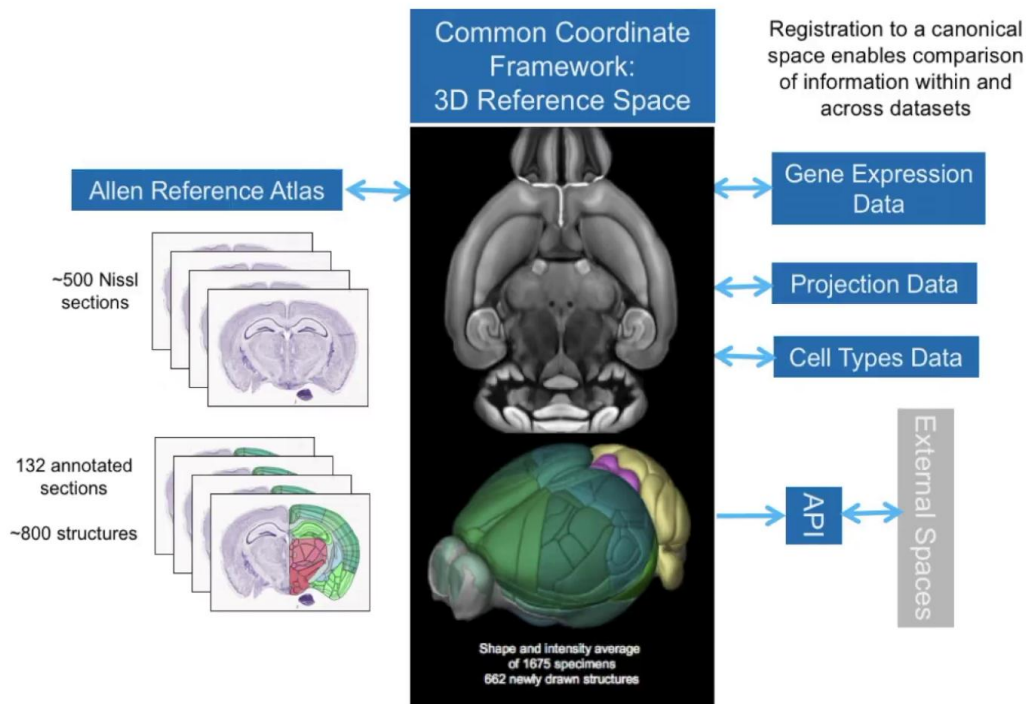 Common Coordinate
Framework:
3D Reference Space
Registration to a canonical
space enables comparison
of information within and
across datasets
Allen Reference Atlas
Gene Expression
Data
~500 Nissl
sections
Projection Data
Cell Types Data
132 annotated
sections
~800 structures
API
External Spaces
Shape and intensity average
of 1675 specimens
662 newly drawn structures